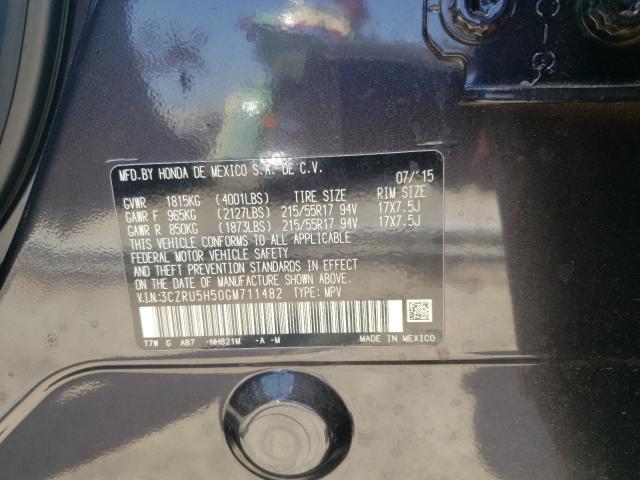 MFD.BY HONDA DE MEXICO S.A. DE C.V. 07/'15
GVWR 1815KG (4001LBS) TIRE SIZE RIM SIZE
GAWR F 965KG (2127LBS) 215/55R17 94V 17X7.5J
GAWR R 850KG (1873LBS) 215/55R17 94V 17X7.5J
THIS VEHICLE CONFORMS TO ALL APPLICABLE
FEDERAL MOTOR VEHICLE SAFETY
AND THEFT PREVENTION STANDARDS IN EFFECT
ON THE DATE OF MANUFACTURE SHOWN ABOVE.
V.I.N:3CZRU5H50GM711482 TYPE: MPV
T7W G AB7 -NH821M -A -M MADE IN MEXICO